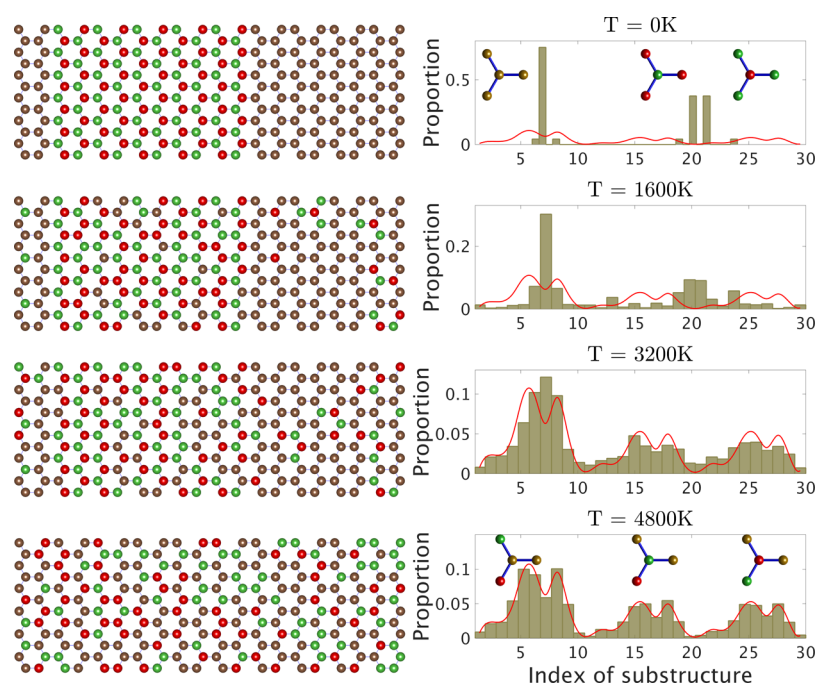 T = 0K
Proportion
0.5
0
5 10 15 20 25 30
T = 1600K
Proportion
0.2
0
5 10 15 20 25 30
T = 3200K
Proportion
0.1
0.05
0
5 10 15 20 25 30
T = 4800K
Proportion
0.1
0.05
0
5 10 15 20 25 30
Index of substructure